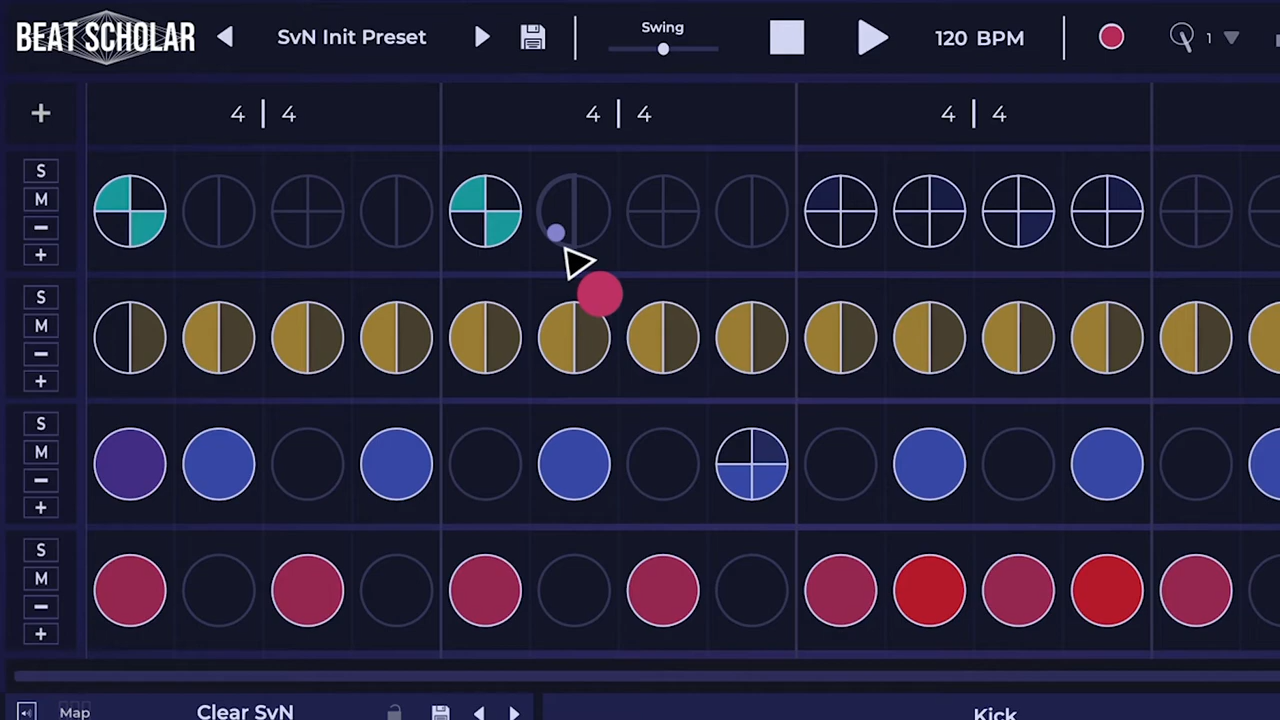 BEAT SCHOLAR
SvN Init Preset
Swing
120 BPM
1
+
4 | 4
4 | 4
4 | 4
S
M
-
+
S
M
-
+
S
M
-
+
S
M
-
+
Map
Clear SvN
Kick